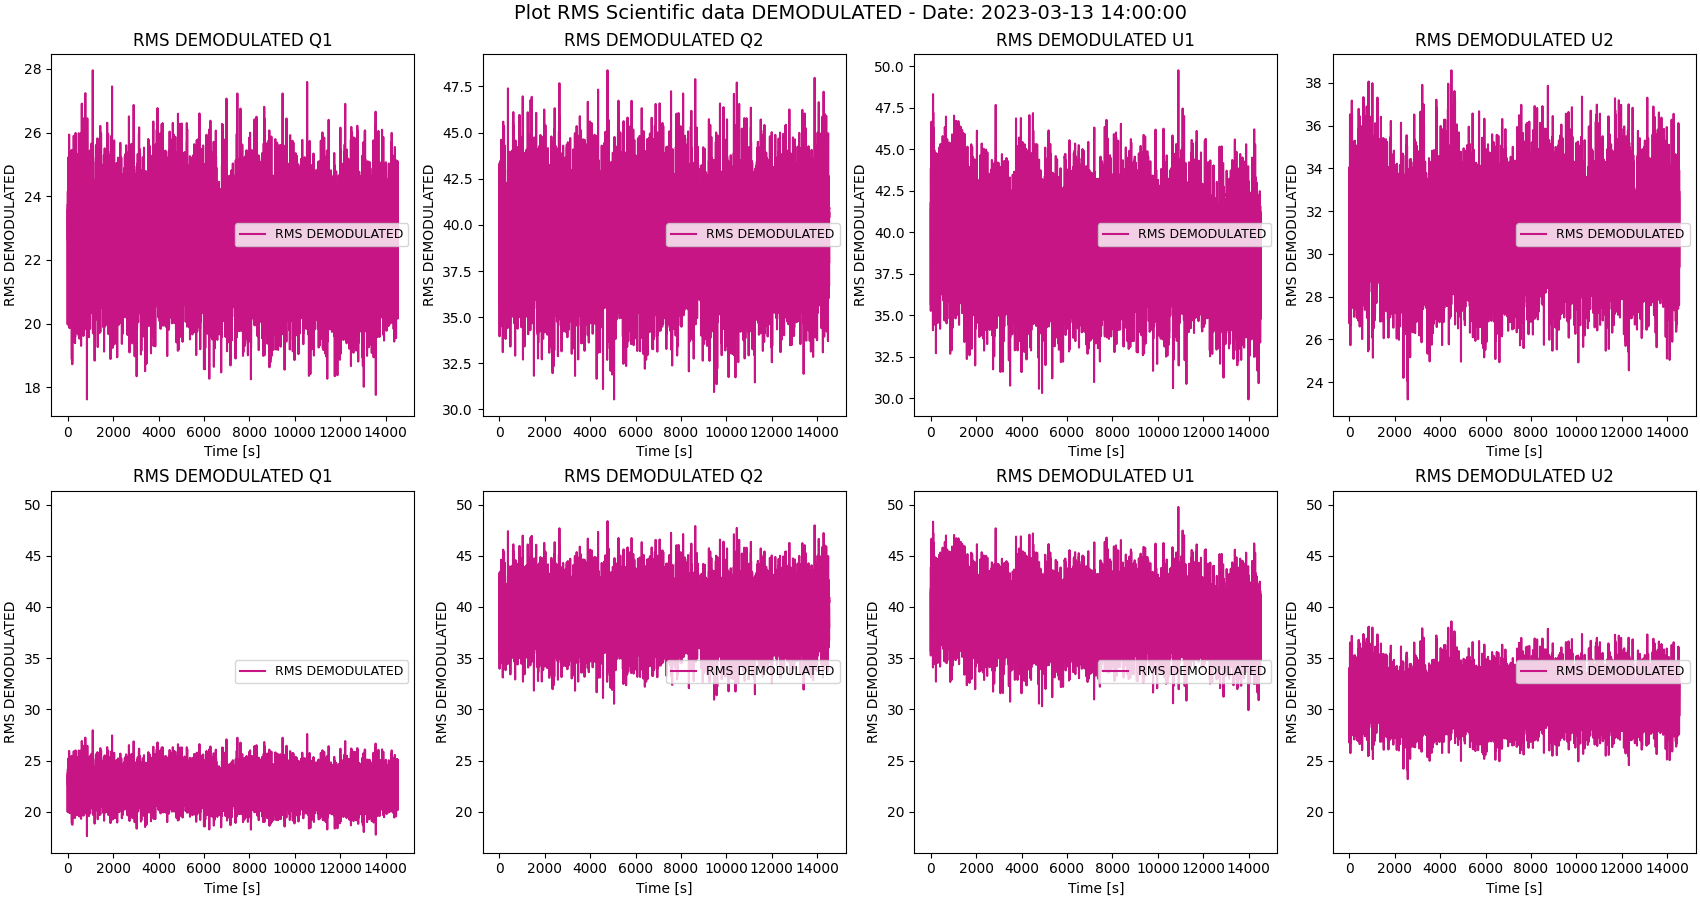 Plot RMS Scientific data DEMODULATED - Date: 2023-03-13 14:00:00
RMS DEMODULATED Q1
RMS DEMODULATED
28
26
24
22
20
18
RMS DEMODULATED
0 2000 4000 6000 8000 10000 12000 14000
Time [s]
RMS DEMODULATED Q2
RMS DEMODULATED
47.5
45.0
42.5
40.0
37.5
35.0
32.5
30.0
RMS DEMODULATED
0 2000 4000 6000 8000 10000 12000 14000
Time [s]
RMS DEMODULATED U1
RMS DEMODULATED
50.0
47.5
45.0
42.5
40.0
37.5
35.0
32.5
30.0
RMS DEMODULATED
0 2000 4000 6000 8000 10000 12000 14000
Time [s]
RMS DEMODULATED U2
RMS DEMODULATED
38
36
34
32
30
28
26
24
RMS DEMODULATED
0 2000 4000 6000 8000 10000 12000 14000
Time [s]
RMS DEMODULATED Q1
RMS DEMODULATED
50
45
40
35
30
25
20
RMS DEMODULATED
0 2000 4000 6000 8000 10000 12000 14000
Time [s]
RMS DEMODULATED Q2
RMS DEMODULATED
50
45
40
35
30
25
20
RMS DEMODULATED
0 2000 4000 6000 8000 10000 12000 14000
Time [s]
RMS DEMODULATED U1
RMS DEMODULATED
50
45
40
35
30
25
20
RMS DEMODULATED
0 2000 4000 6000 8000 10000 12000 14000
Time [s]
RMS DEMODULATED U2
RMS DEMODULATED
50
45
40
35
30
25
20
RMS DEMODULATED
0 2000 4000 6000 8000 10000 12000 14000
Time [s]